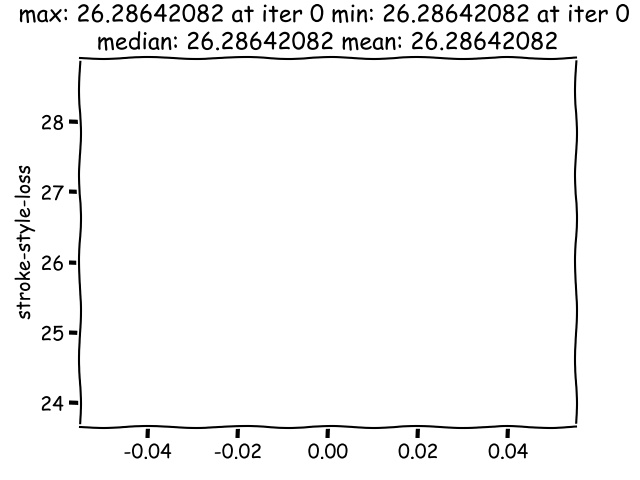 max: 26.28642082 at iter 0 min: 26.28642082 at iter 0
median: 26.28642082 mean: 26.28642082
stroke-style-loss
28
27
26
25
24
-0.04 -0.02 0.00 0.02 0.04